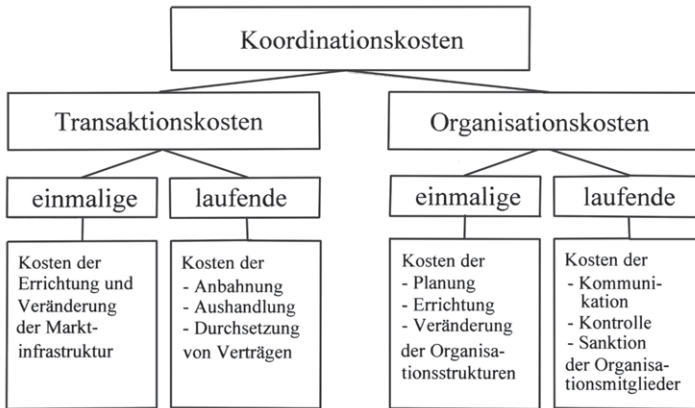 Koordinationskosten
Transaktionskosten
Organisationskosten
einmalige
laufende
einmalige
laufende
Kosten der
Errichtung und
Veränderung
der Markt-
infrastruktur
Kosten der
- Anbahnung
- Aushandlung
- Durchsetzung
von Verträgen
Kosten der
- Planung
- Errichtung
- Veränderung
der Organisa-
tionsstrukturen
Kosten der
- Kommuni-
kation
- Kontrolle
- Sanktion
der Organisa-
tionsmitglieder